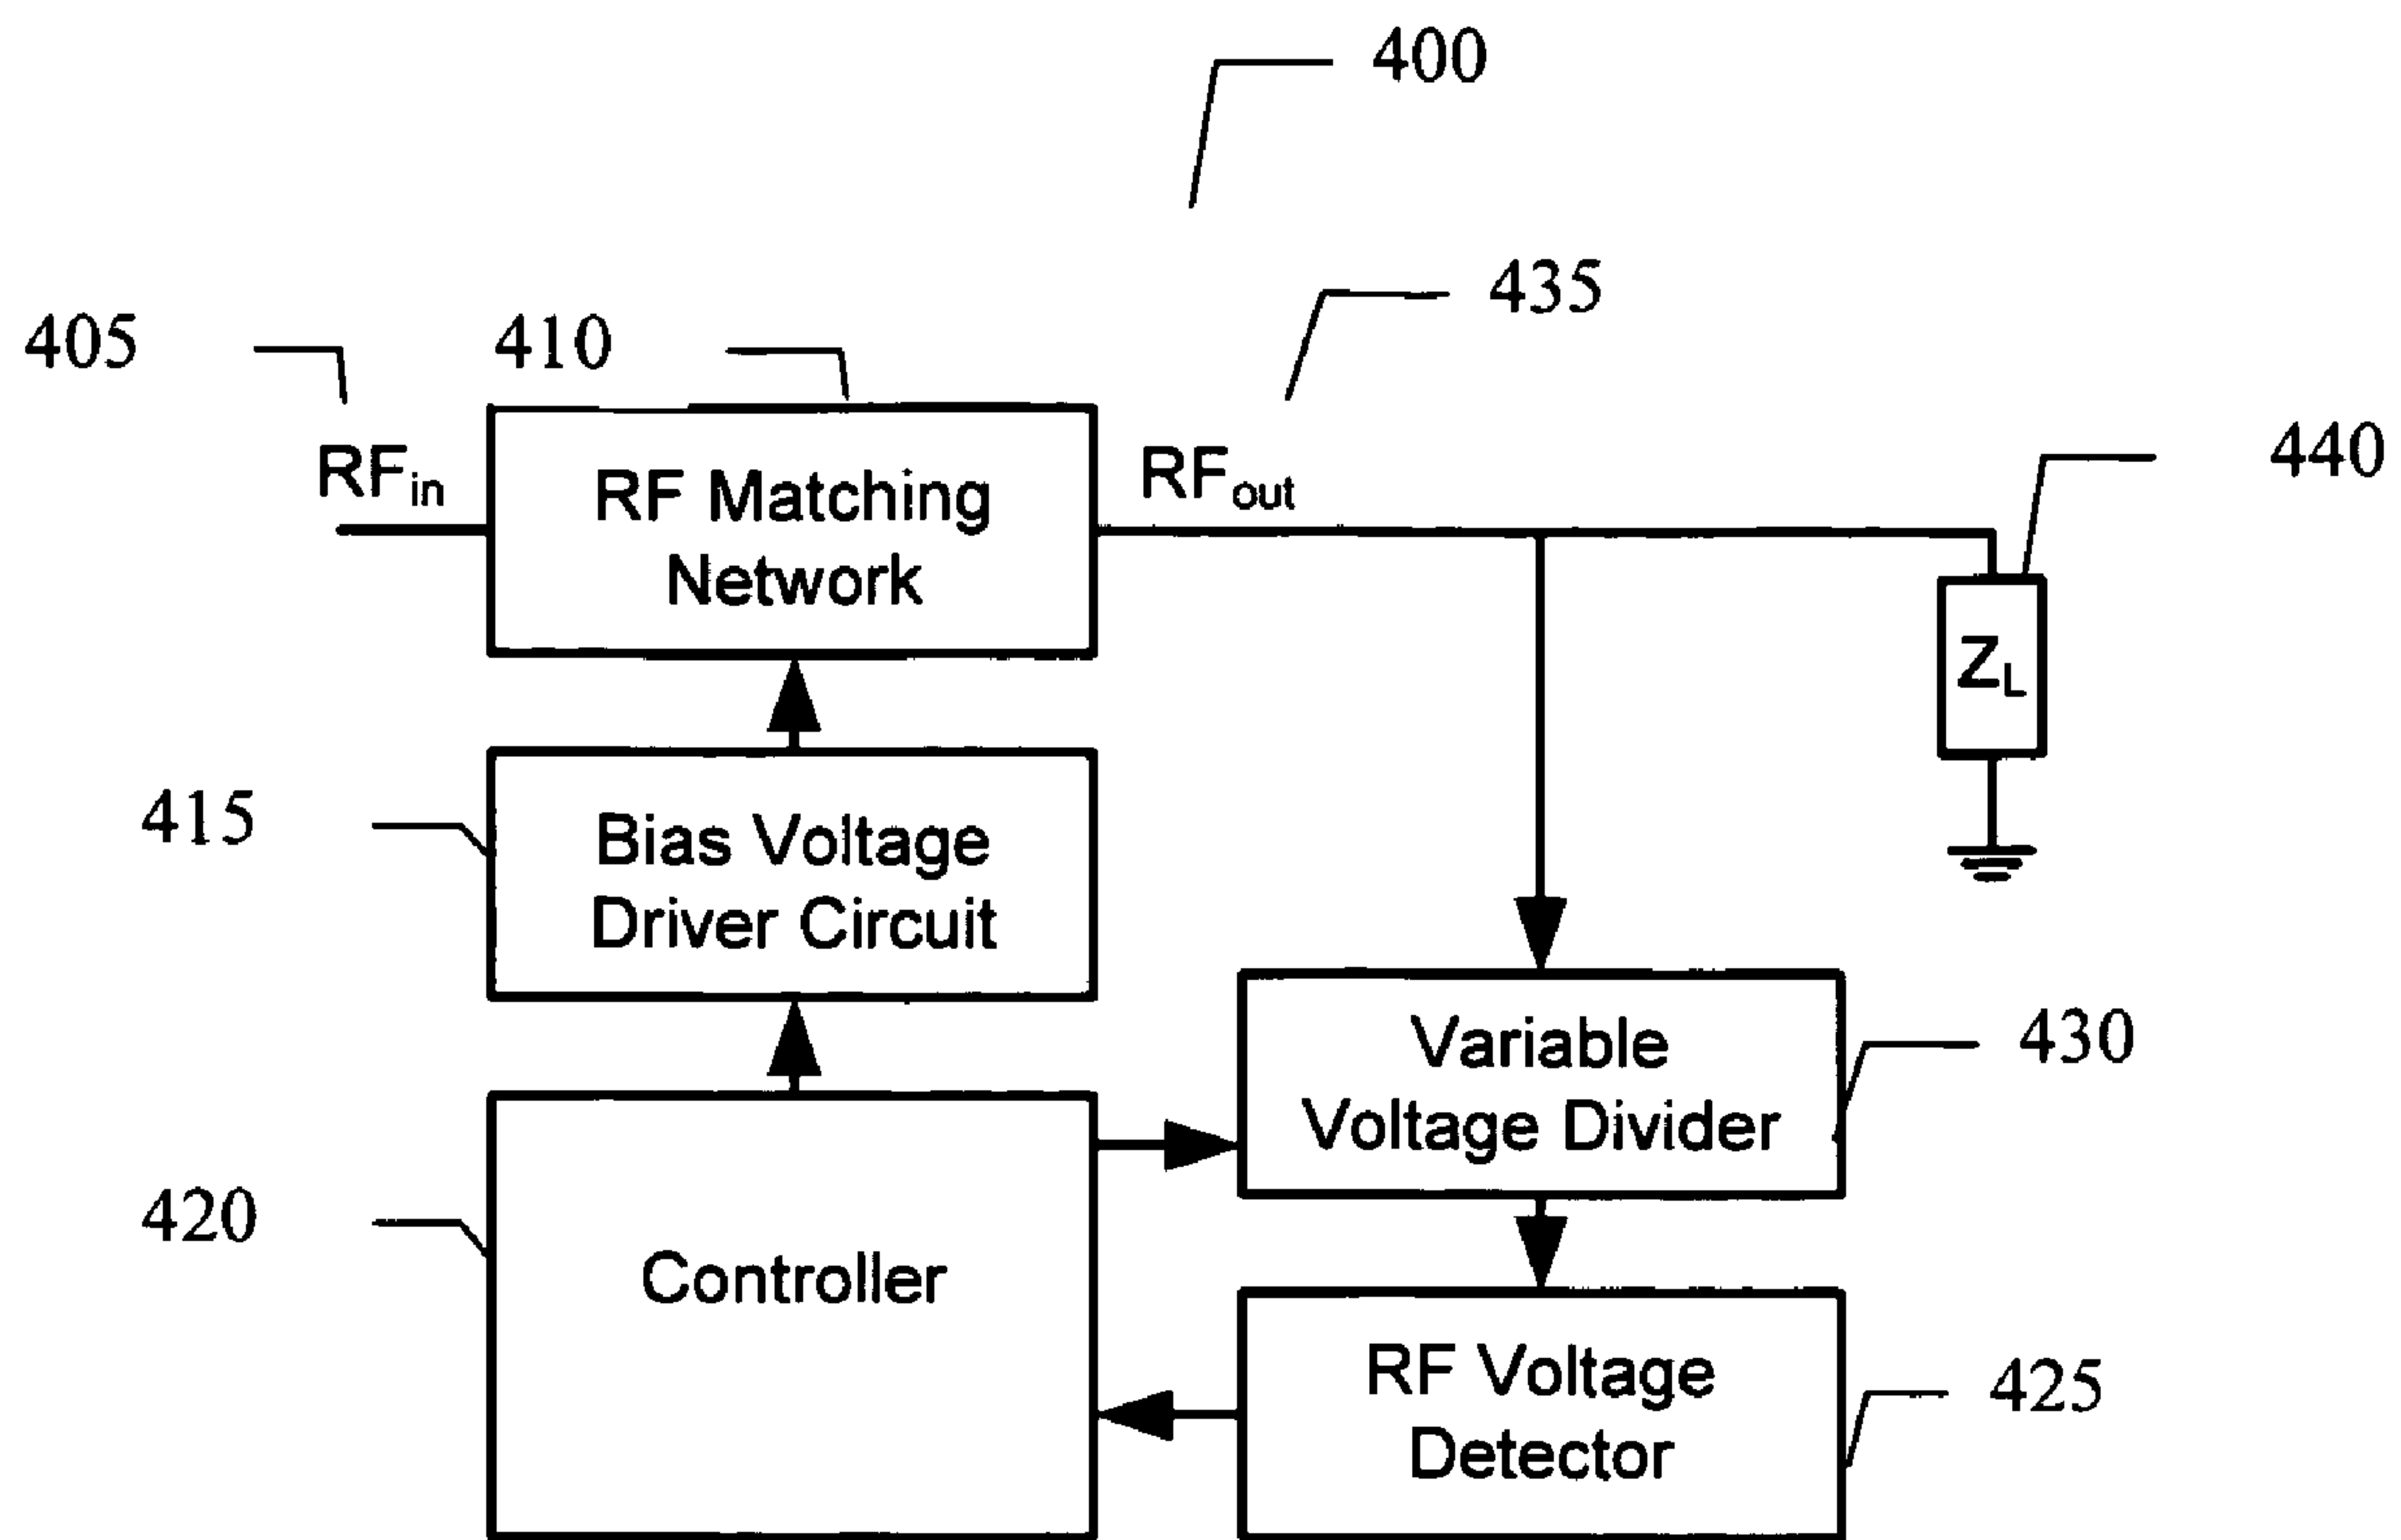 400
435
405
410
440
RFin
RF Matching
Network
RFout
ZL
415
Bias Voltage
Driver Circuit
Variable
Voltage Divider
430
420
Controller
RF Voltage
Detector
425